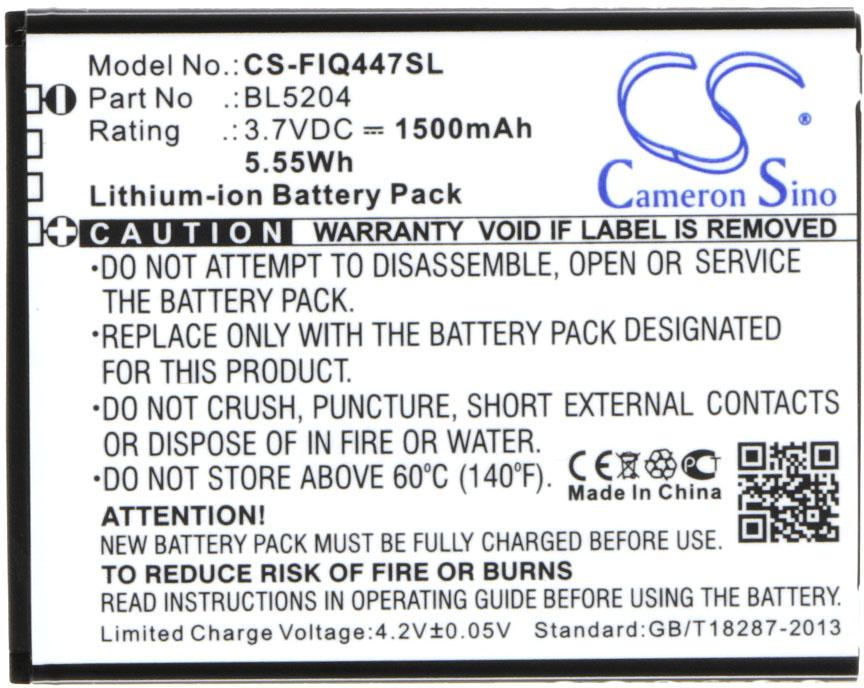 Model No.: CS-FIQ447SL
Part No .: BL5204
Rating .: 3.7VDC ⎓ 1500mAh
5.55Wh
Lithium-ion Battery Pack
CS
®
Cameron Sino
CAUTION WARRANTY VOID IF LABEL IS REMOVED
·DO NOT ATTEMPT TO DISASSEMBLE, OPEN OR SERVICE
THE BATTERY PACK.
·REPLACE ONLY WITH THE BATTERY PACK DESIGNATED
FOR THIS PRODUCT.
·DO NOT CRUSH, PUNCTURE, SHORT EXTERNAL CONTACTS
OR DISPOSE OF IN FIRE OR WATER.
·DO NOT STORE ABOVE 60°C (140°F).
CE PCT
Made In China
ATTENTION!
NEW BATTERY PACK MUST BE FULLY CHARGED BEFORE USE.
TO REDUCE RISK OF FIRE OR BURNS
READ INSTRUCTIONS IN OPERATING GUIDE BEFORE USING THE BATTERY.
Limited Charge Voltage:4.2V±0.05V Standard:GB/T18287-2013